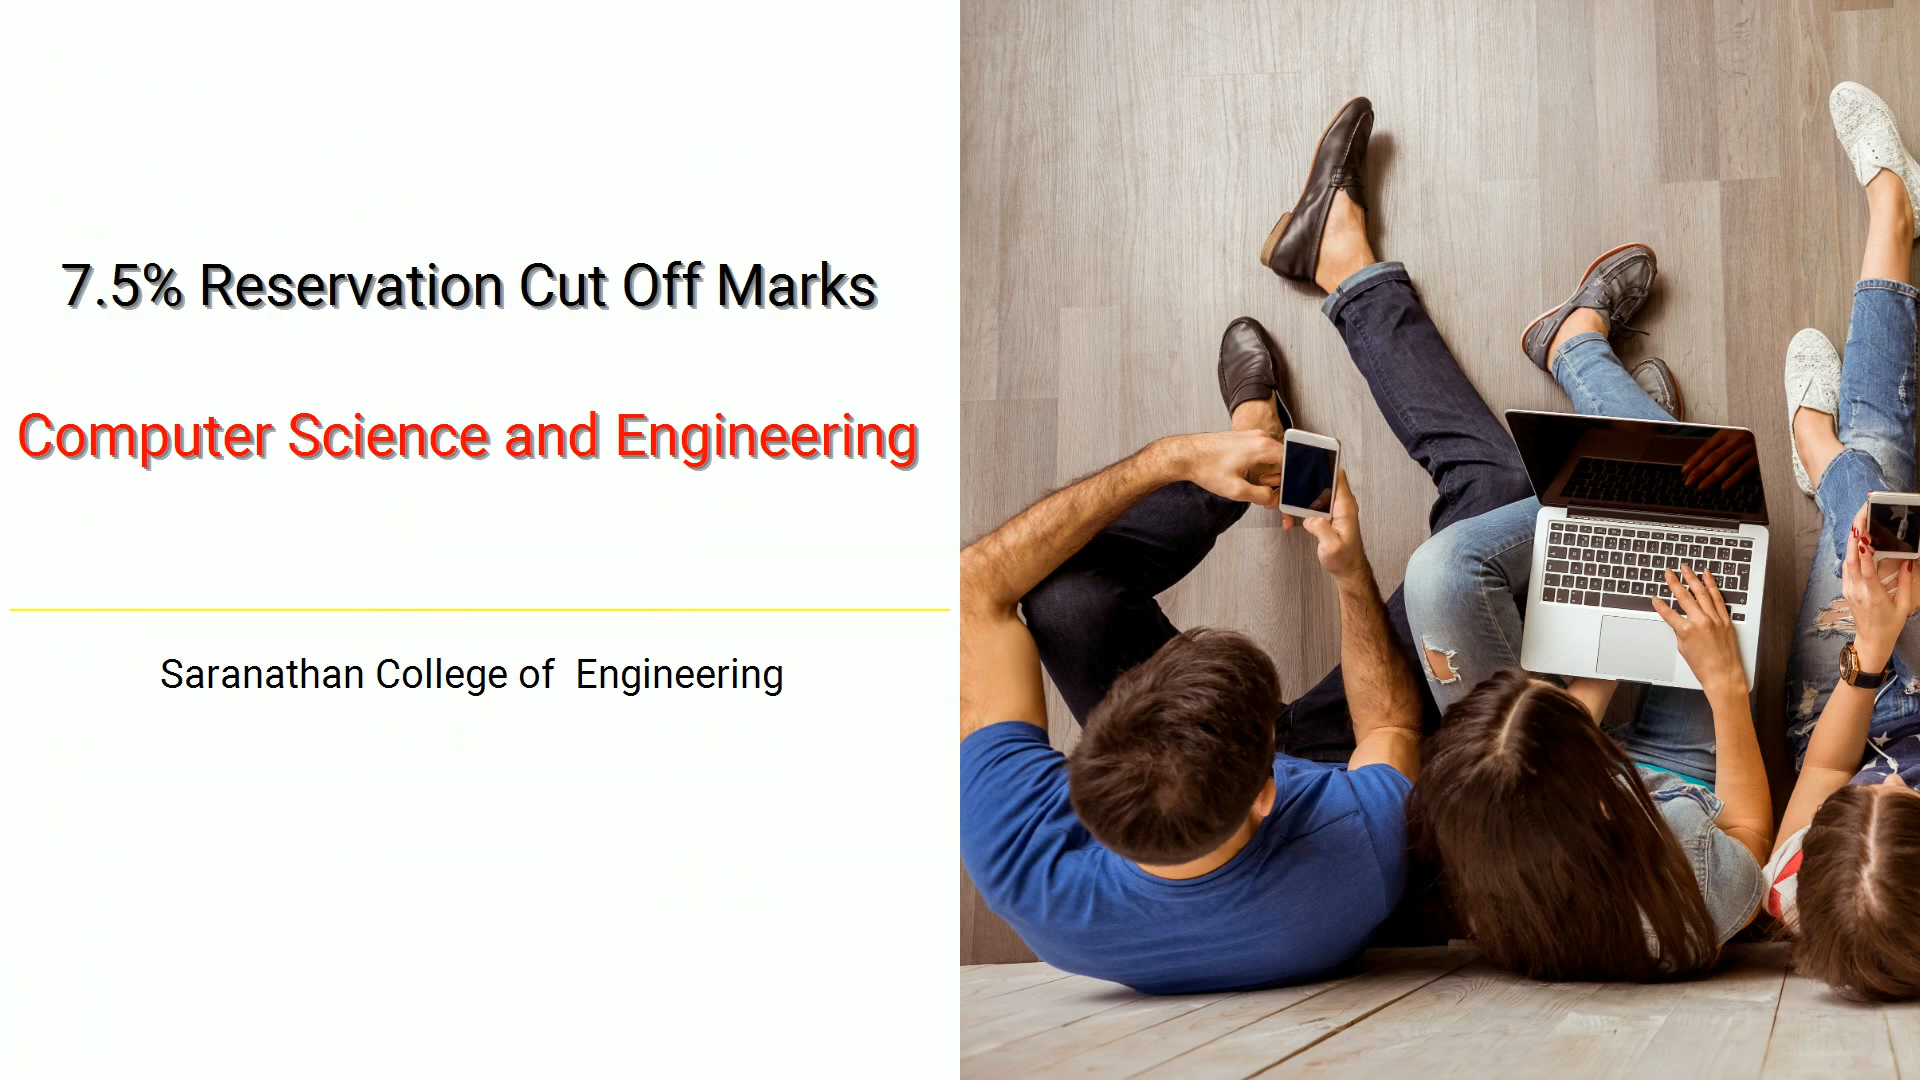 7.5% Reservation Cut Off Marks
Computer Science and Engineering
Saranathan College of  Engineering